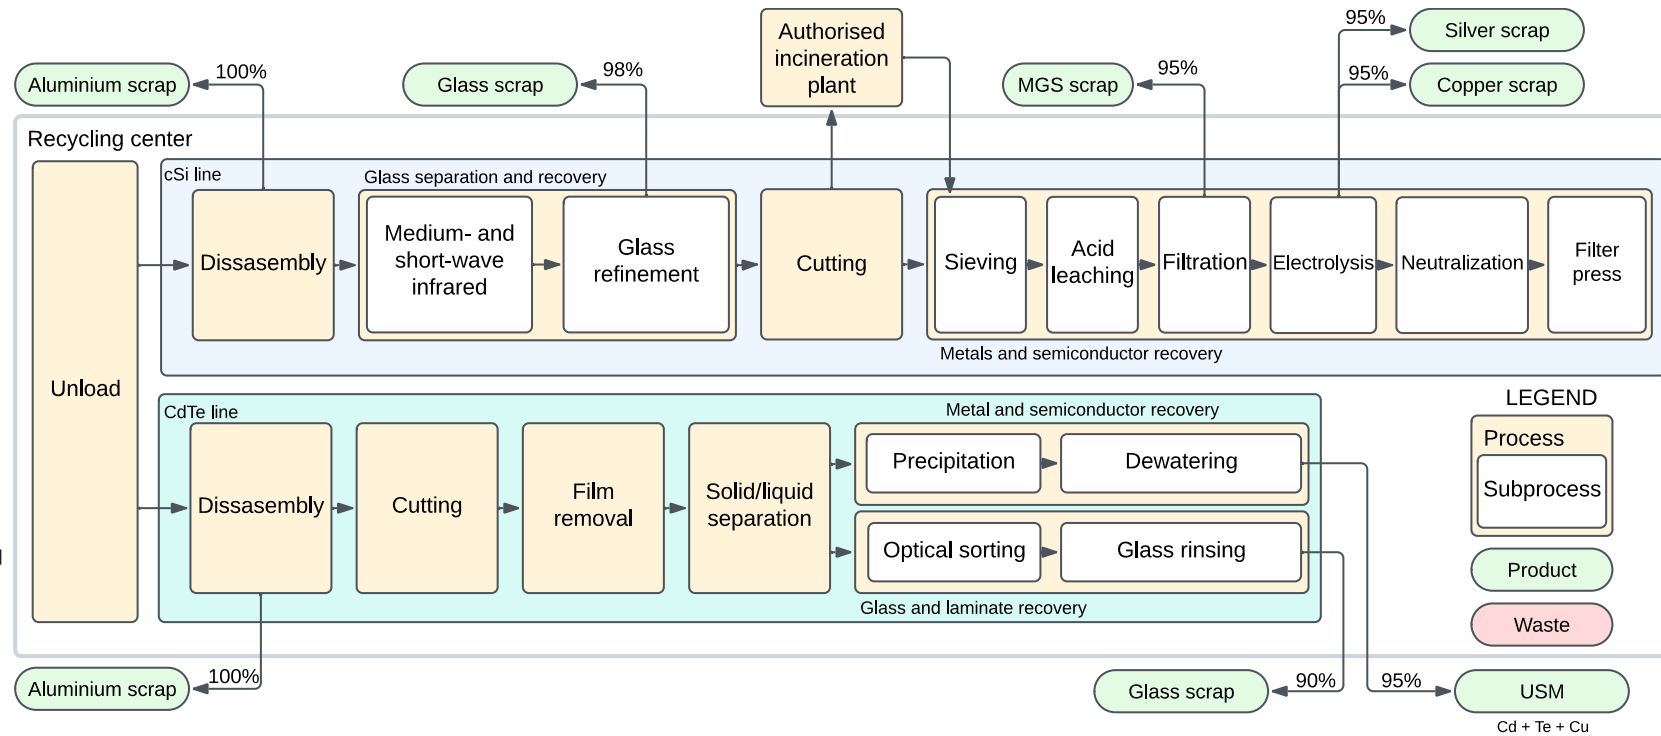 Authorised
incineration
plant
95%
Silver scrap
Aluminium scrap
100%
Glass scrap
98%
MGS scrap
95%
95%
Copper scrap
Recycling center
cSi line
Glass separation and recovery
Unload
Dissasembly
Medium- and
short-wave
infrared
Glass
refinement
Cutting
Sieving
Acid
leaching
Filtration
Electrolysis
Neutralization
Filter
press
Metals and semiconductor recovery
CdTe line
Metal and semiconductor recovery
Dissasembly
Cutting
Film
removal
Solid/liquid
separation
Precipitation
Dewatering
Optical sorting
Glass rinsing
Glass and laminate recovery
LEGEND
Process
Subprocess
Product
Waste
Aluminium scrap
100%
Glass scrap
90%
95%
USM
Cd + Te + Cu